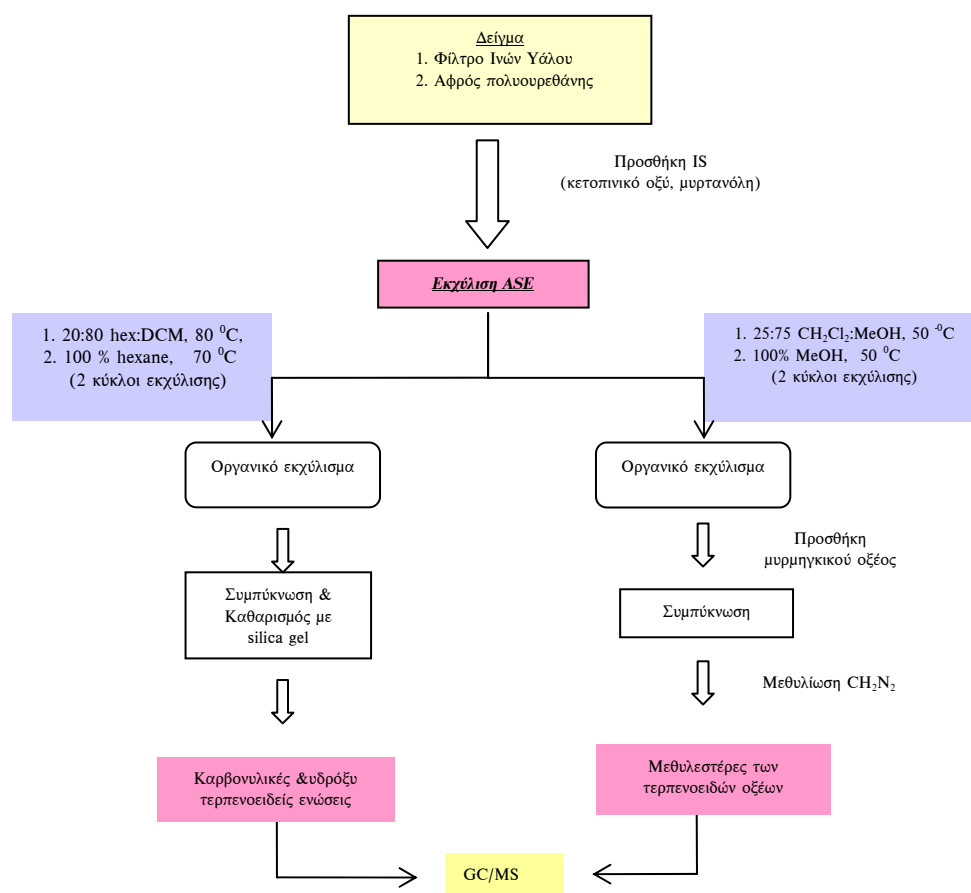 Δείγμα
1. Φίλτρο Ινών Υάλου
2. Αφρός πολυουρεθάνης
Προσθήκη IS
(κετοπινικό οξύ, μυρτανόλη)
Εκχύλιση ASE
1. 20:80 hex:DCM, 80 ⁰C,
2. 100 % hexane, 70 ⁰C
(2 κύκλοι εκχύλισης)
1. 25:75 CH₂Cl₂:MeOH, 50 ⁻⁰C
2. 100% MeOH, 50 ⁰C
(2 κύκλοι εκχύλισης)
Οργανικό εκχύλισμα
Οργανικό εκχύλισμα
Προσθήκη
μυρμηγκικού οξέος
Συμπύκνωση &
Καθαρισμός με
silica gel
Συμπύκνωση
Μεθυλίωση CH₂N₂
Καρβονυλικές &υδρόξυ
τερπενοειδείς ενώσεις
Μεθυλεστέρες των
τερπενοειδών οξέων
GC/MS